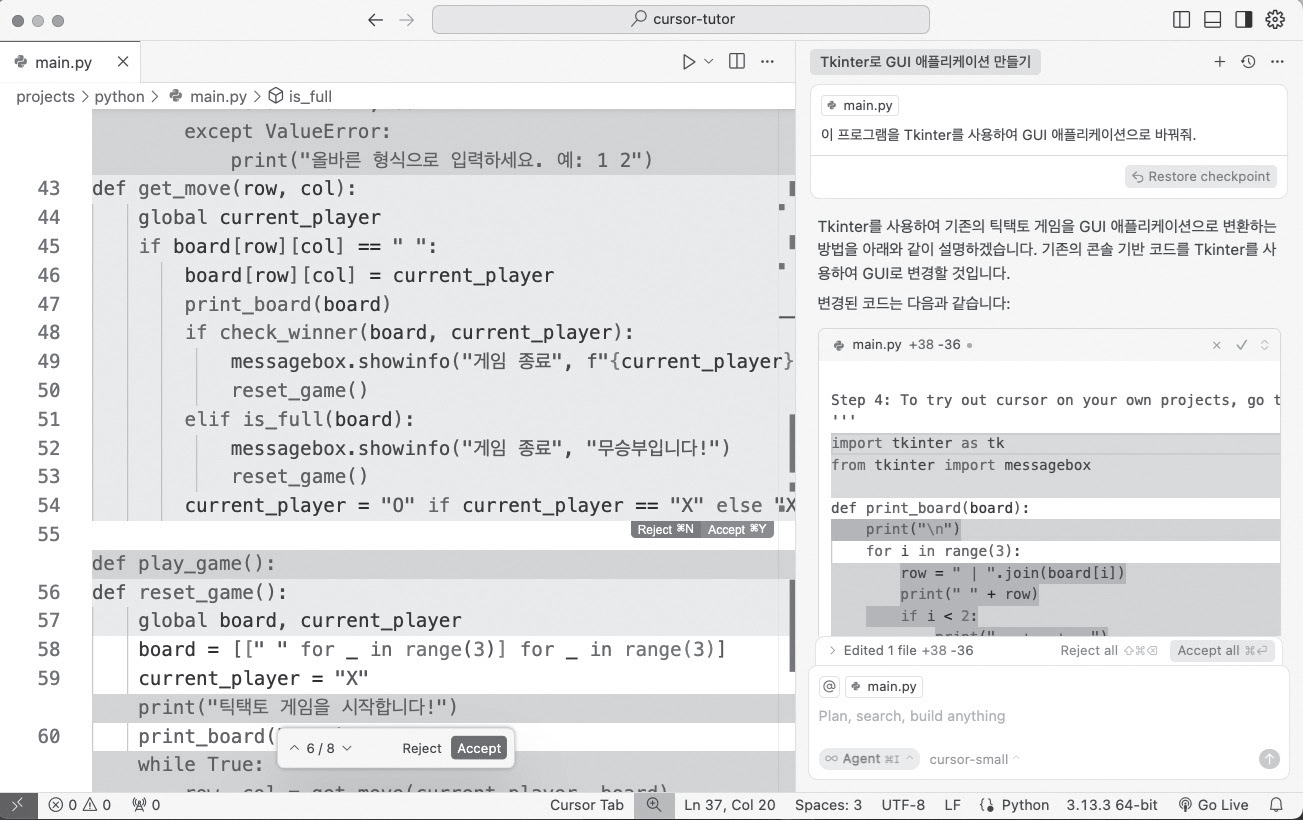 cursor-tutor
main.py
projects > python > main.py > is_full
except ValueError:
print("올바른 형식으로 입력하세요. 예: 1 2")
43 def get_move(row, col):
44 global current_player
45 if board[row][col] == " ":
46 board[row][col] = current_player
47 print_board(board)
48 if check_winner(board, current_player):
49 messagebox.showinfo("게임 종료", f"{current_player}
50 reset_game()
51 elif is_full(board):
52 messagebox.showinfo("게임 종료", "무승부입니다!")
53 reset_game()
54 current_player = "O" if current_player == "X" else "X
Reject ⌘N Accept ⌘Y
55
def play_game():
56 def reset_game():
57 global board, current_player
58 board = [[" " for _ in range(3)] for _ in range(3)]
59 current_player = "X"
print("틱택토 게임을 시작합니다!")
60 print_board(
while True:
row, col = get_move(current_player, board)
6 / 8 Reject Accept
Tkinter로 GUI 애플리케이션 만들기
main.py
이 프로그램을 Tkinter를 사용하여 GUI 애플리케이션으로 바꿔줘.
Restore checkpoint
Tkinter를 사용하여 기존의 틱택토 게임을 GUI 애플리케이션으로 변환하는
방법을 아래와 같이 설명하겠습니다. 기존의 콘솔 기반 코드를 Tkinter를 사
용하여 GUI로 변경할 것입니다.
변경된 코드는 다음과 같습니다:
main.py +38 -36
Step 4: To try out cursor on your own projects, go t
'''
import tkinter as tk
from tkinter import messagebox
def print_board(board):
print("\n")
for i in range(3):
row = " | ".join(board[i])
print(" " + row)
if i < 2:
Edited 1 file +38 -36 Reject all ⇧⌘⌫ Accept all ⌘⏎
@ main.py
Plan, search, build anything
∞ Agent ⌘I cursor-small
0 0 0 Cursor Tab Ln 37, Col 20 Spaces: 3 UTF-8 LF Python 3.13.3 64-bit Go Live